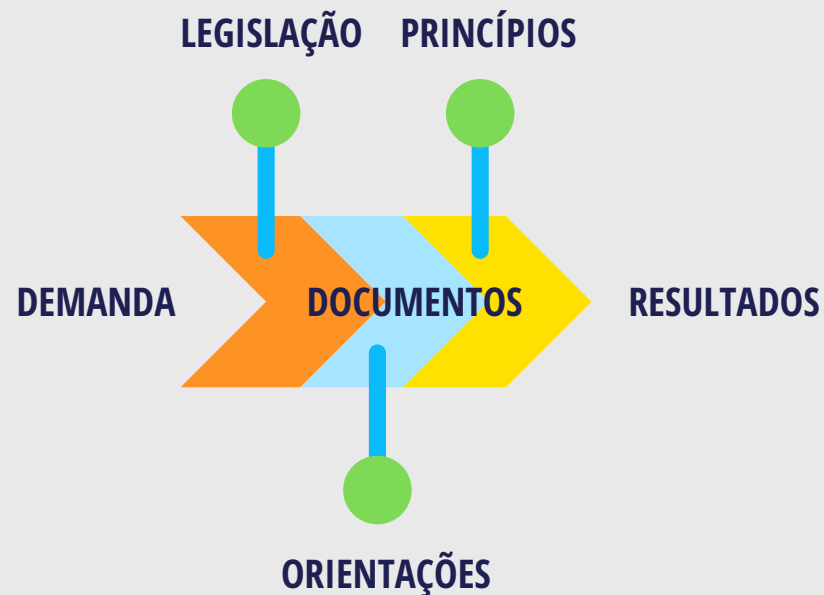 LEGISLAÇÃO PRINCÍPIOS
DEMANDA DOCUMENTOS RESULTADOS
ORIENTAÇÕES